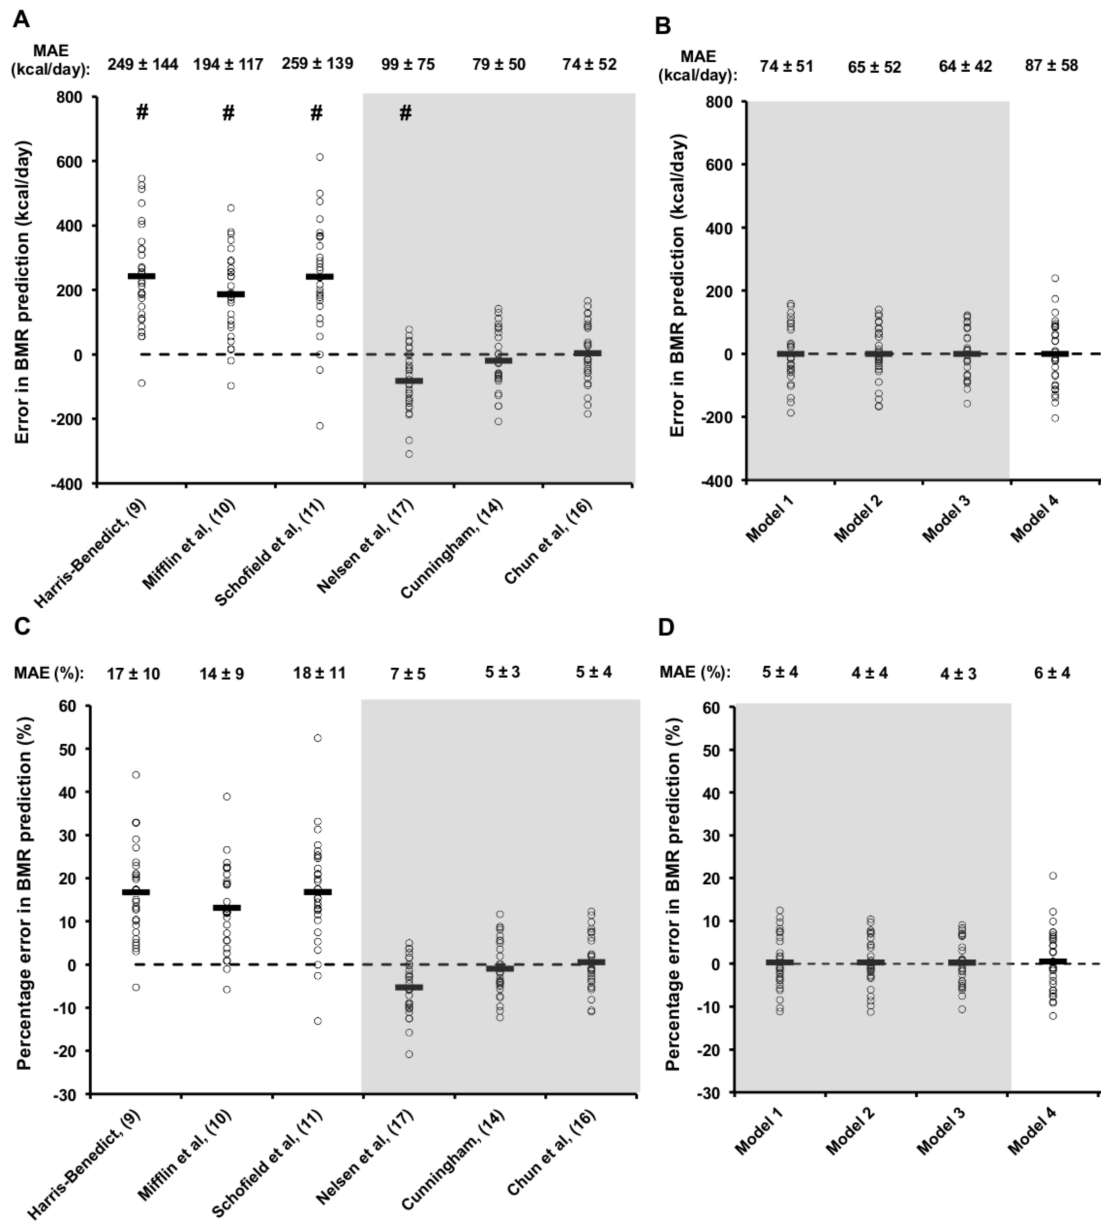 A
MAE
(kcal/day):
249 ± 144
194 ± 117
259 ± 139
99 ± 75
79 ± 50
74 ± 52
#
#
#
#
Error in BMR prediction (kcal/day)
800
600
400
200
0
-200
-400
Harris-Benedict, (9)
Mifflin et al, (10)
Schofield et al, (11)
Nelsen et al, (17)
Cunningham, (14)
Chun et al, (16)
B
MAE
(kcal/day):
74 ± 51
65 ± 52
64 ± 42
87 ± 58
Error in BMR prediction (kcal/day)
800
600
400
200
0
-200
-400
Model 1
Model 2
Model 3
Model 4
C
MAE (%):
17 ± 10
14 ± 9
18 ± 11
7 ± 5
5 ± 3
5 ± 4
Percentage error in BMR prediction (%)
60
50
40
30
20
10
0
-10
-20
-30
Harris-Benedict, (9)
Mifflin et al, (10)
Schofield et al, (11)
Nelsen et al, (17)
Cunningham, (14)
Chun et al, (16)
D
MAE (%):
5 ± 4
4 ± 4
4 ± 3
6 ± 4
Percentage error in BMR prediction (%)
60
50
40
30
20
10
0
-10
-20
-30
Model 1
Model 2
Model 3
Model 4